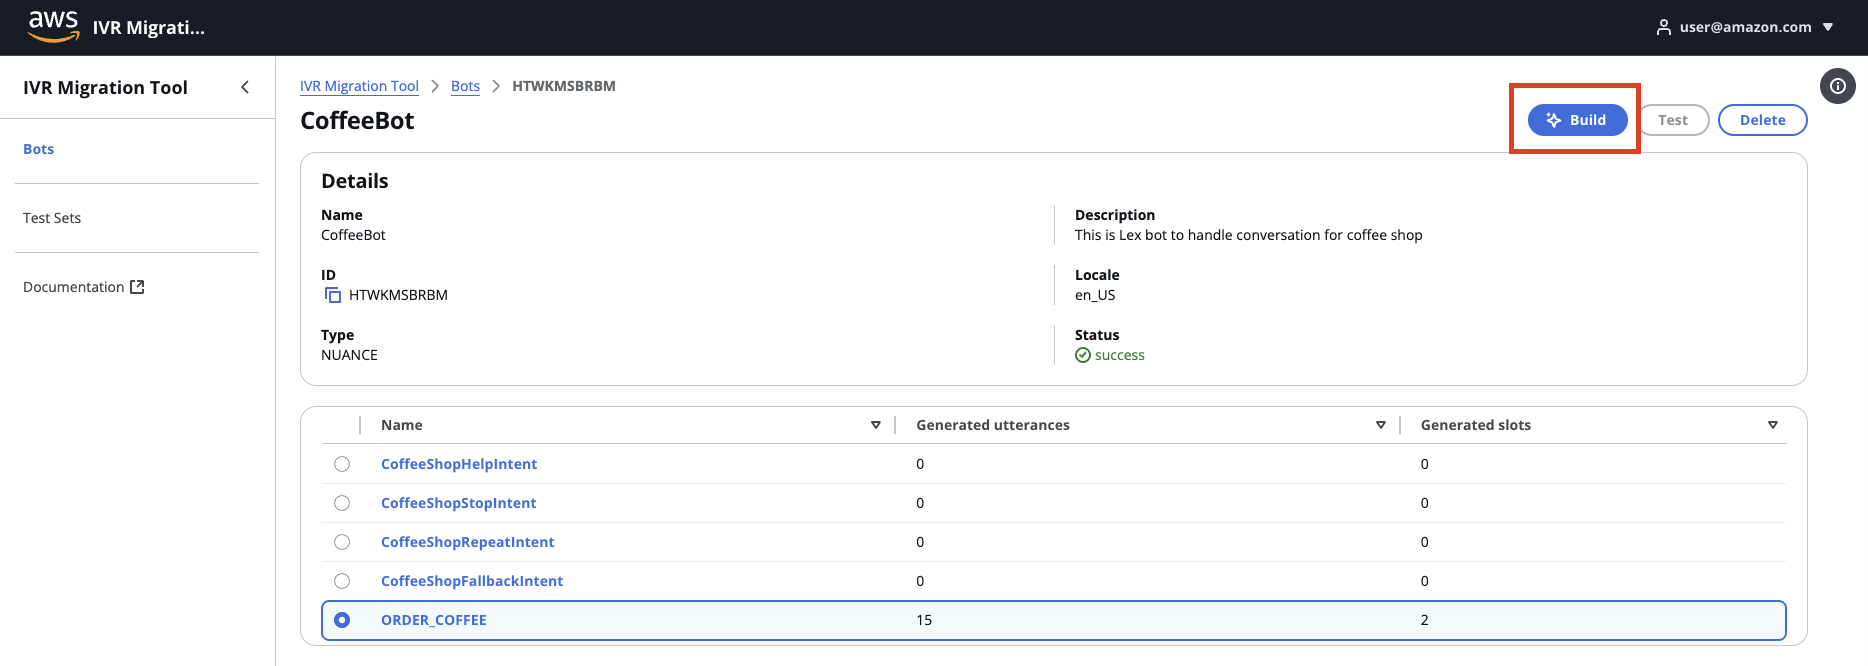 aws IVR Migrati...
user@amazon.com
IVR Migration Tool
Bots
Test Sets
Documentation
IVR Migration Tool > Bots > HTWKMSBRBM
CoffeeBot
Build Test Delete
Details
Name
CoffeeBot
Description
This is Lex bot to handle conversation for coffee shop
ID
HTWKMSBRBM
Locale
en_US
Type
NUANCE
Status
success
Name Generated utterances Generated slots
CoffeeShopHelpIntent 0 0
CoffeeShopStopIntent 0 0
CoffeeShopRepeatIntent 0 0
CoffeeShopFallbackIntent 0 0
ORDER_COFFEE 15 2